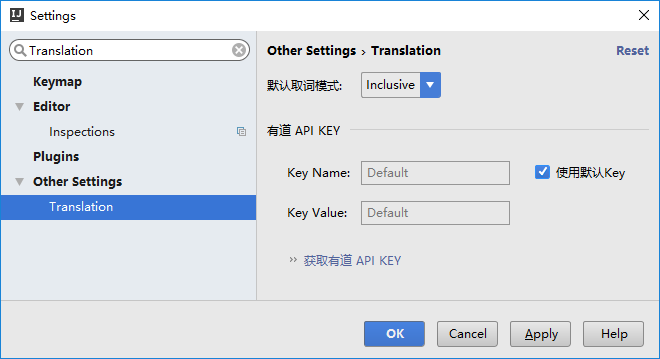 Settings
Translation
Keymap
Editor
Inspections
Plugins
Other Settings
Translation
Other Settings › Translation
Reset
默认取词模式: Inclusive
有道 API KEY
Key Name: Default
使用默认Key
Key Value: Default
›› 获取有道 API KEY
OK
Cancel
Apply
Help